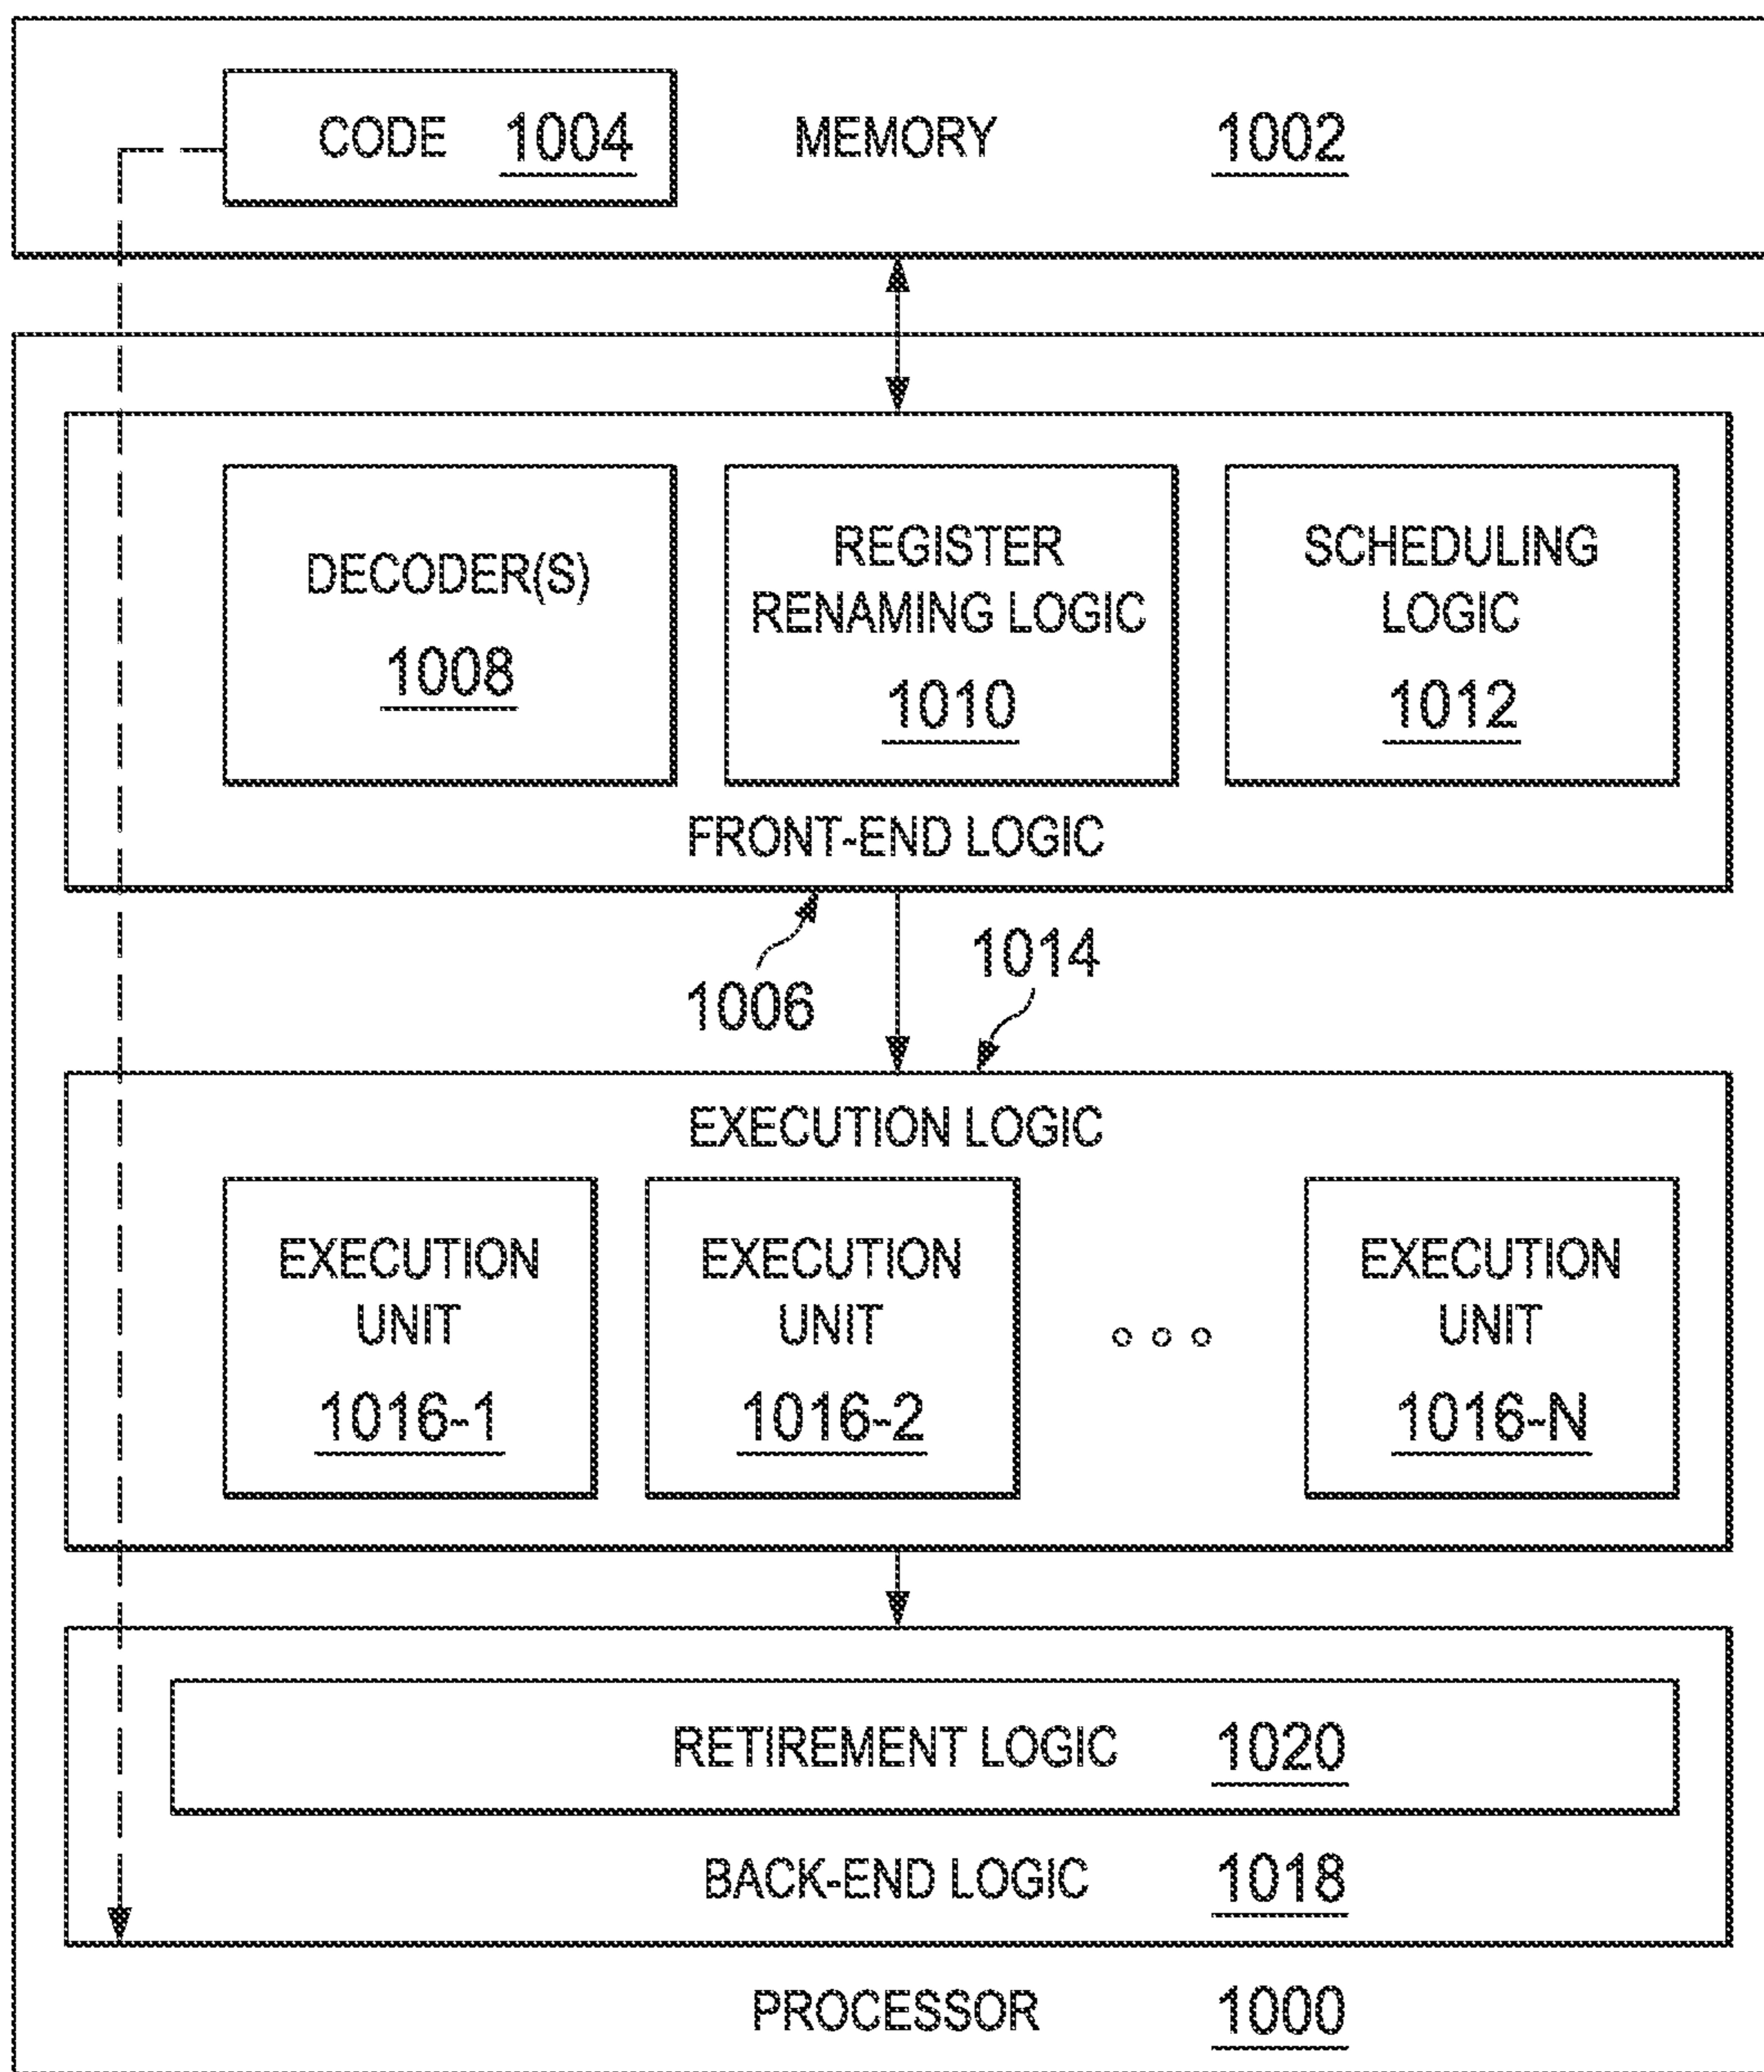 CODE 1004 MEMORY 1002
DECODER(S)
1008
REGISTER
RENAMING LOGIC
1010
SCHEDULING
LOGIC
1012
FRONT-END LOGIC
1006
1014
EXECUTION LOGIC
EXECUTION
UNIT
1016-1
EXECUTION
UNIT
1016-2
EXECUTION
UNIT
1016-N
RETIREMENT LOGIC 1020
BACK-END LOGIC 1018
PROCESSOR 1000